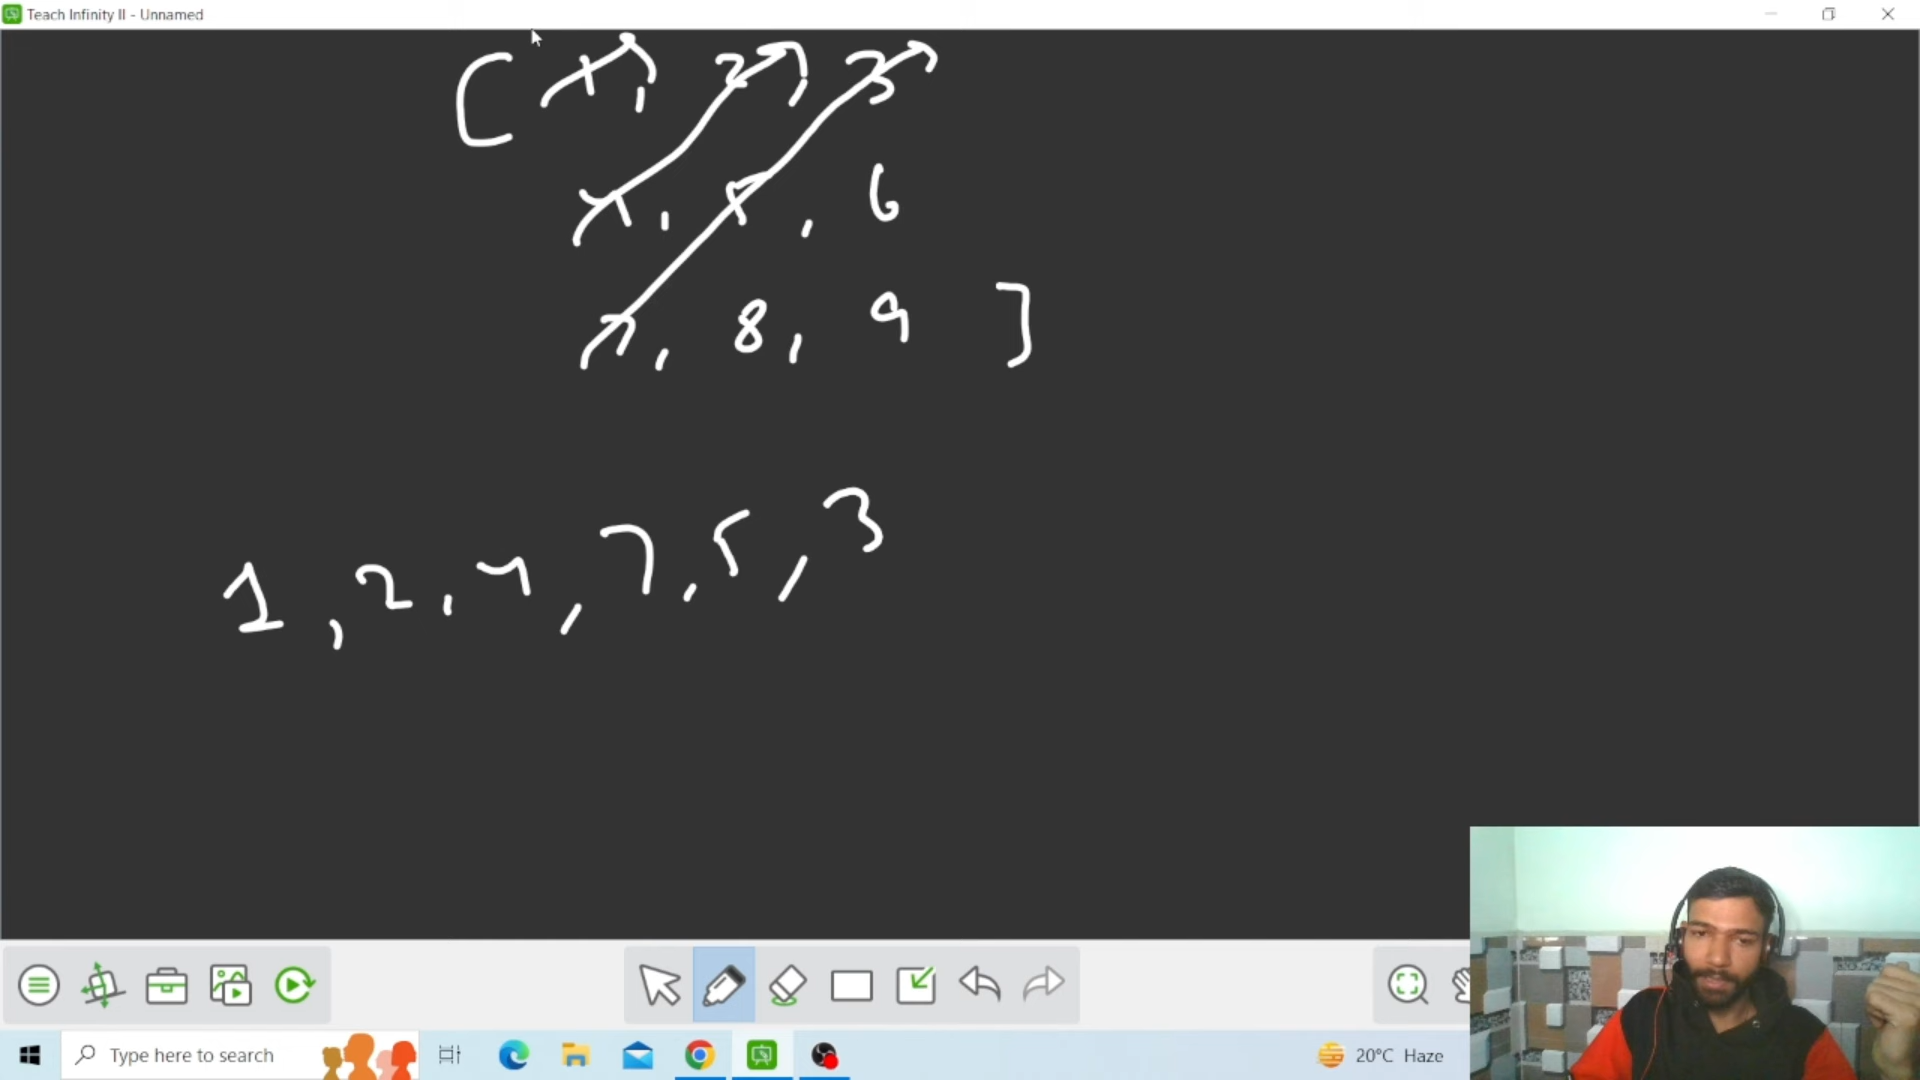 Teach Infinity II - Unnamed
[ 1, 2, 3
4, 5, 6
7, 8, 9 ]
1, 2, 4, 7, 5, 3
Type here to search
20°C Haze